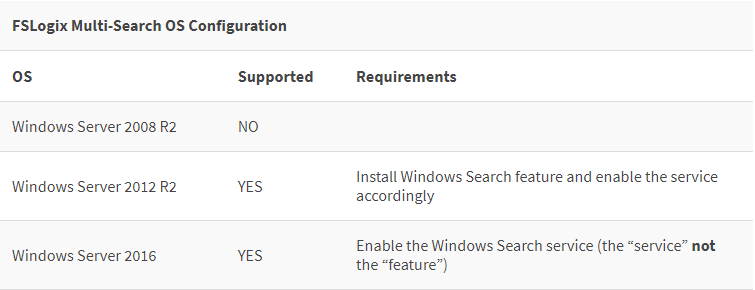 FSLogix Multi-Search OS Configuration
OS Supported Requirements
Windows Server 2008 R2 NO
Windows Server 2012 R2 YES Install Windows Search feature and enable the service
accordingly
Windows Server 2016 YES Enable the Windows Search service (the “service” not
the “feature”)